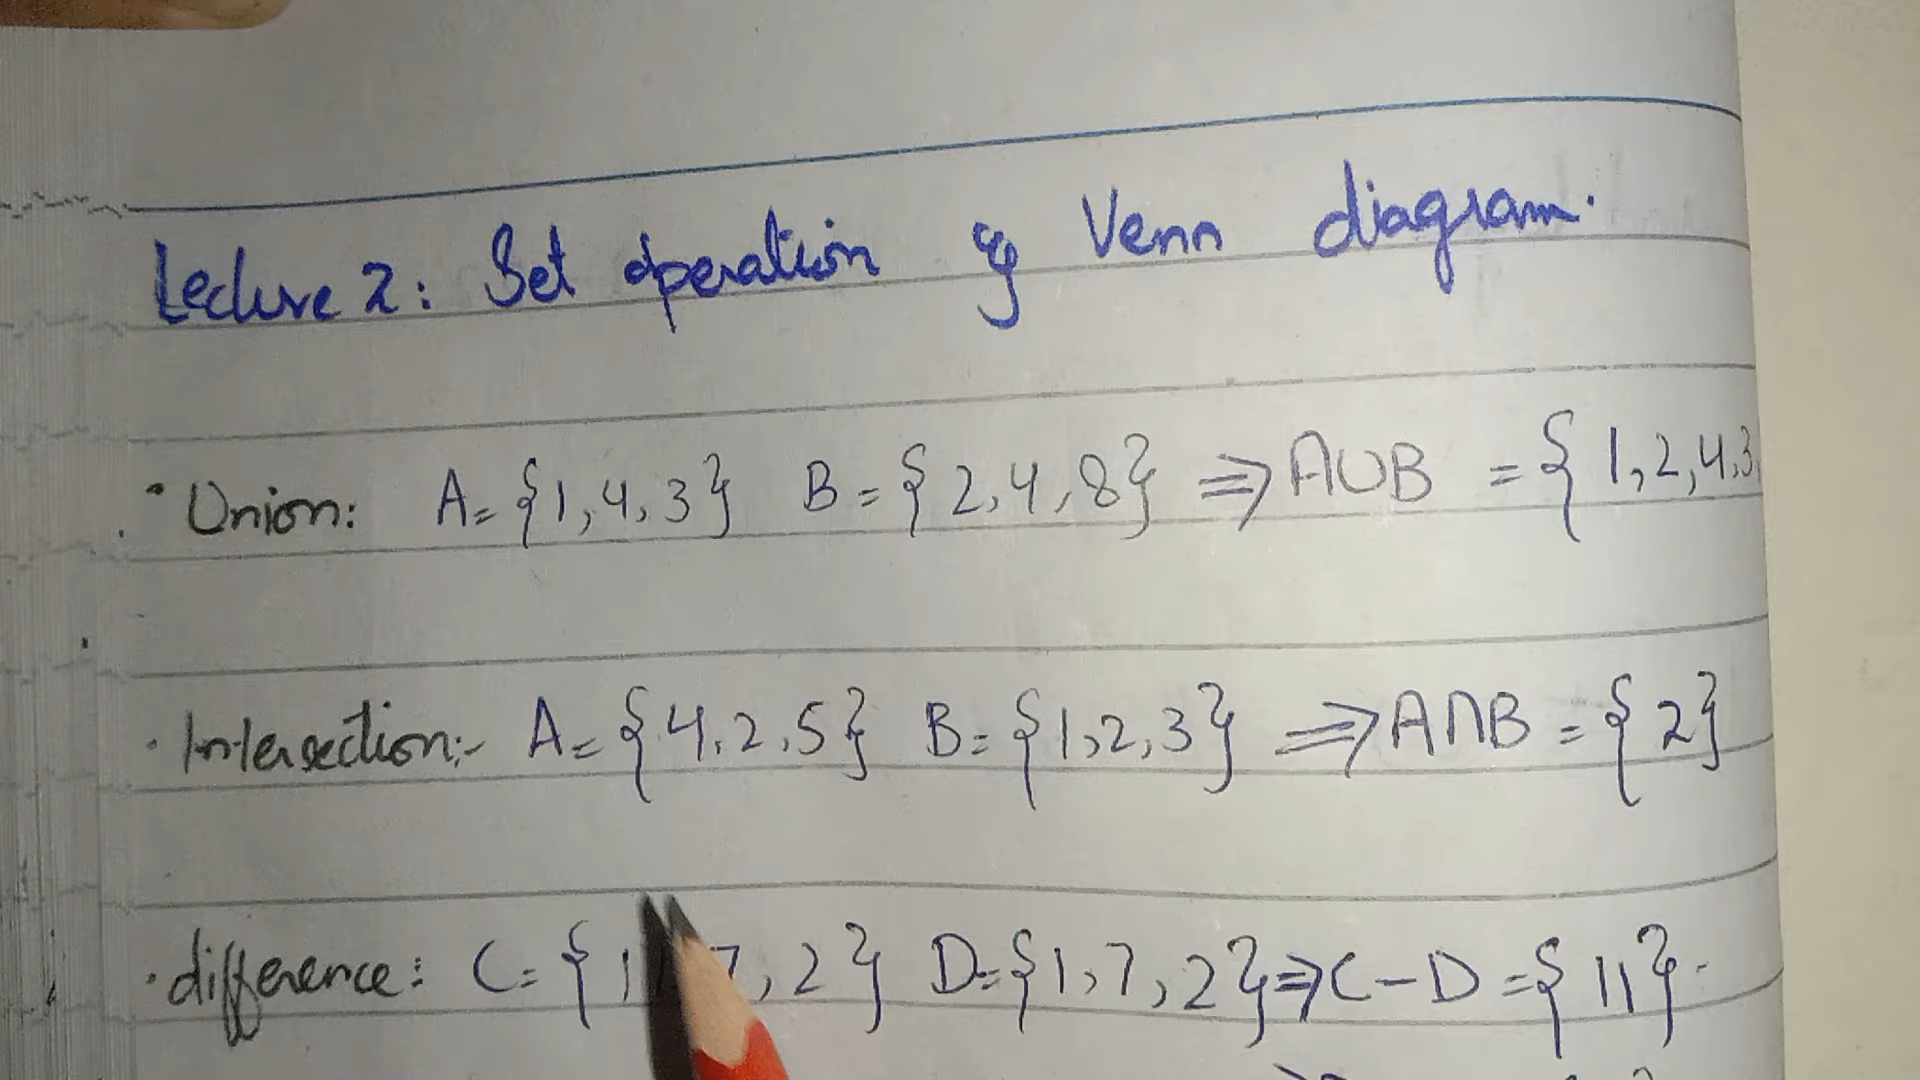 Lecture 2: Set operation & Venn diagram.
• Union: A = {1, 4, 3} B = {2, 4, 8} ⇒ A∪B = { 1, 2, 4, 3,
• Intersection:- A = {4, 2, 5} B = {1, 2, 3} ⇒ A∩B = { 2}
• difference: C = {1 7, 2} D = {1, 7, 2} ⇒ C - D = { 11}.